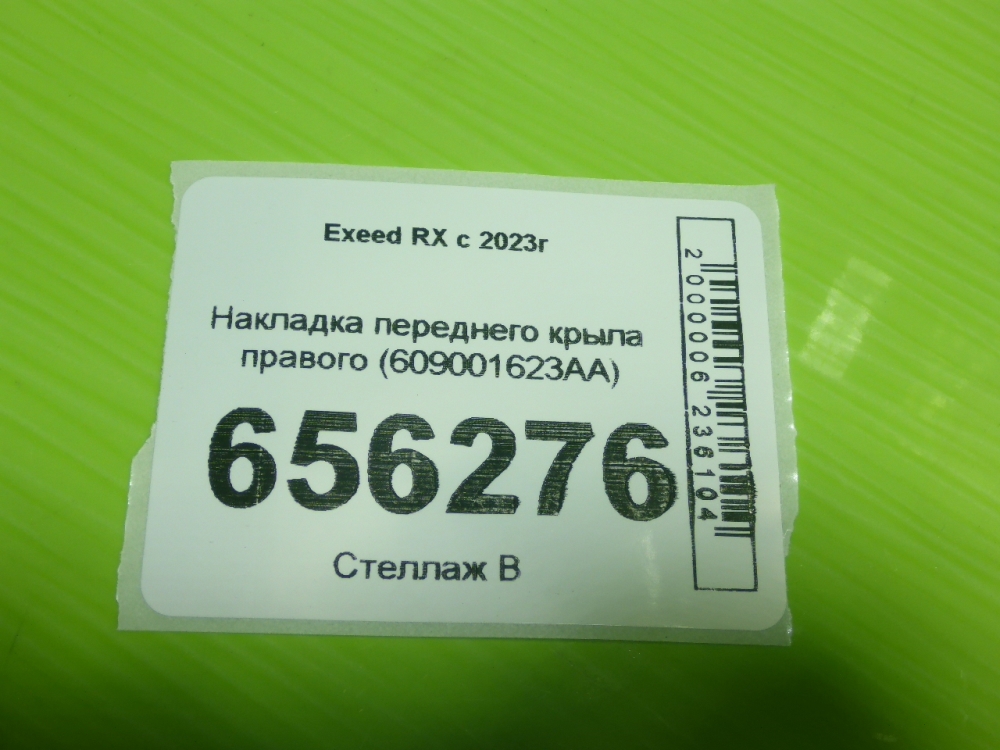 Exeed RX с 2023г
Накладка переднего крыла
правого (609001623AA)
656276
Стеллаж В
2 000006 236104